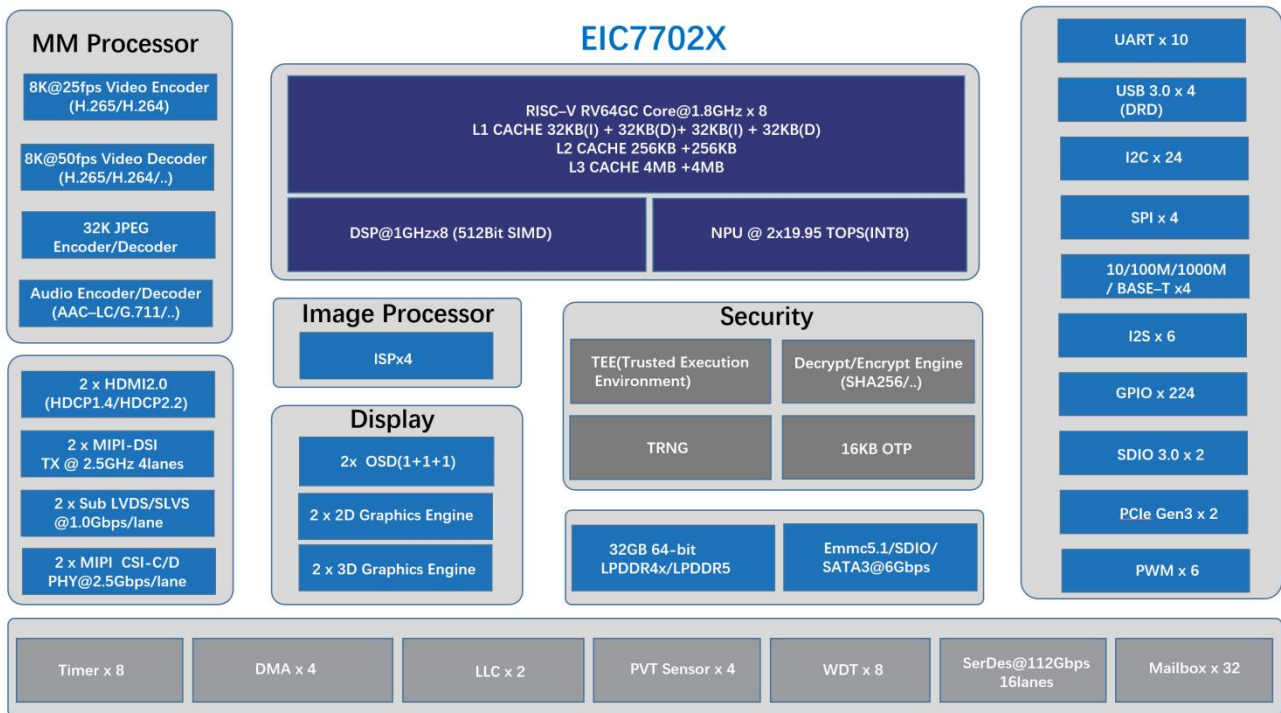 EIC7702X
MM Processor
8K@25fps Video Encoder
(H.265/H.264)
8K@50fps Video Decoder
(H.265/H.264/..)
32K JPEG
Encoder/Decoder
Audio Encoder/Decoder
(AAC–LC/G.711/..)
2 x HDMI2.0
(HDCP1.4/HDCP2.2)
2 x MIPI-DSI
TX @ 2.5GHz 4lanes
2 x Sub LVDS/SLVS
@1.0Gbps/lane
2 x MIPI CSI-C/D
PHY@2.5Gbps/lane
RISC–V RV64GC Core@1.8GHz x 8
L1 CACHE 32KB(I) + 32KB(D)+ 32KB(I) + 32KB(D)
L2 CACHE 256KB +256KB
L3 CACHE 4MB +4MB
DSP@1GHzx8 (512Bit SIMD)
NPU @ 2x19.95 TOPS(INT8)
Image Processor
ISPx4
Display
2x OSD(1+1+1)
2 x 2D Graphics Engine
2 x 3D Graphics Engine
Security
TEE(Trusted Execution
Environment)
Decrypt/Encrypt Engine
(SHA256/..)
TRNG
16KB OTP
32GB 64-bit
LPDDR4x/LPDDR5
Emmc5.1/SDIO/
SATA3@6Gbps
UART x 10
USB 3.0 x 4
(DRD)
I2C x 24
SPI x 4
10/100M/1000M
/ BASE–T x4
I2S x 6
GPIO x 224
SDIO 3.0 x 2
PCIe Gen3 x 2
PWM x 6
Timer x 8
DMA x 4
LLC x 2
PVT Sensor x 4
WDT x 8
SerDes@112Gbps
16lanes
Mailbox x 32